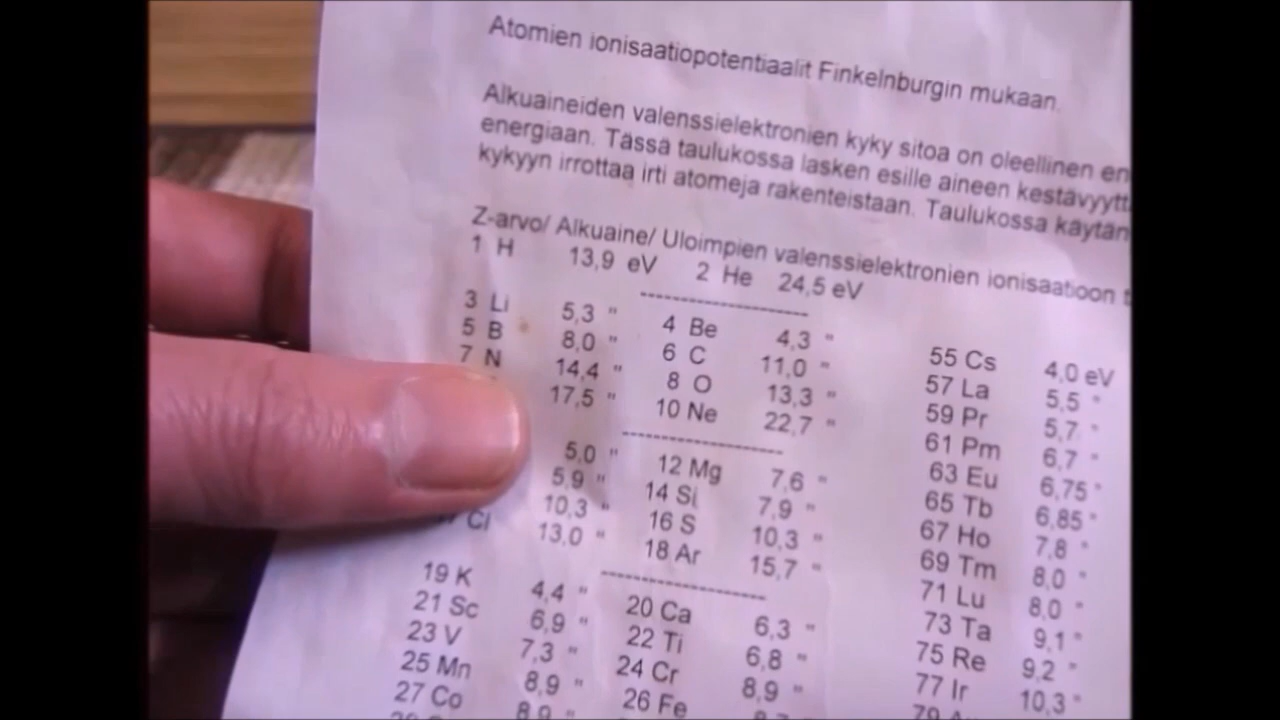 Atomien ionisaatiopotentiaalit Finkelnburgin mukaan.
Alkuaineiden valenssielektronien kyky sitoa on oleellinen en
energiaan. Tässä taulukossa lasken esille aineen kestävyytt
kykyyn irrottaa irti atomeja rakenteistaan. Taulukossa käytän
Z-arvo/ Alkuaine/ Uloimpien valenssielektronien ionisaatioon t
1 H 13,9 eV 2 He 24,5 eV
--------------------
3 Li 5,3 " 4 Be 4,3 " 55 Cs 4,0 eV
5 B 8,0 " 6 C 11,0 " 57 La 5,5 "
7 N 14,4 " 8 O 13,3 " 59 Pr 5,7 "
17,5 " 10 Ne 22,7 " 61 Pm 6,7 "
--------------------
5,0 " 12 Mg 7,6 " 63 Eu 6,75 "
5,9 " 14 Si 7,9 " 65 Tb 6,85 "
10,3 " 16 S 10,3 " 67 Ho 7,8 "
Cl 13,0 " 18 Ar 15,7 " 69 Tm 8,0 "
--------------------
19 K 4,4 " 20 Ca 6,3 " 71 Lu 8,0 "
21 Sc 6,9 " 22 Ti 6,8 " 73 Ta 9,1 "
23 V 7,3 " 24 Cr 8,9 " 75 Re 9,2 "
25 Mn 8,9 " 26 Fe 77 Ir 10,3 "
27 Co 8,9 "